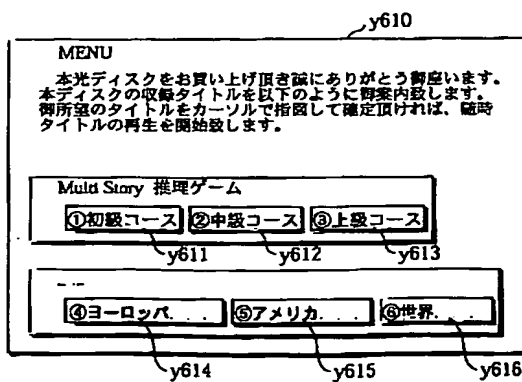 y610
MENU
本光ディスクをお買い上げ頂き誠にありがとう御座います。
本ディスクの収録タイトルを以下のように御案内致します。
御所望のタイトルをカーソルで指図して確定頂ければ、随時
タイトルの再生を開始致します。
Multi Story 推理ゲーム
①初級コース ②中級コース ③上級コース
y611 y612 y613
④ヨーロッパ. . . ⑤アメリカ. . . . ⑥世界. . .
y614 y615 y616